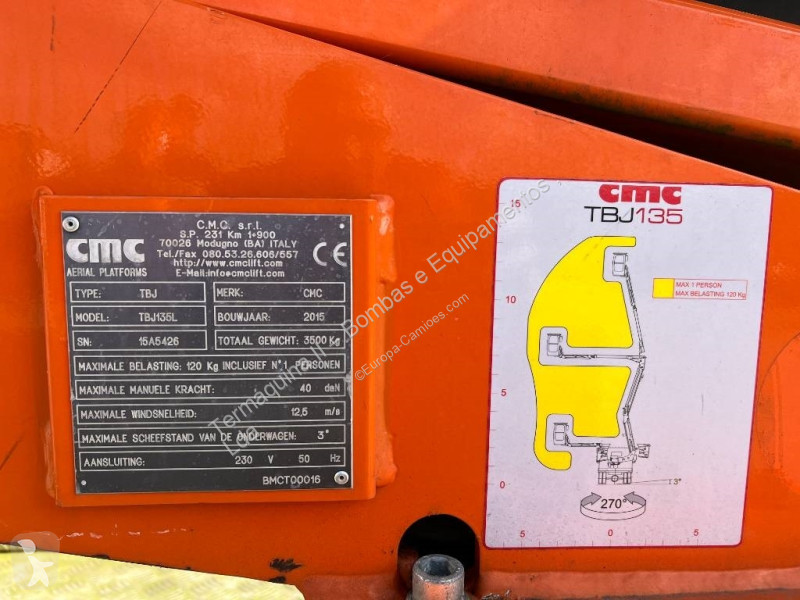 C.M.C. s.r.l.
S.P. 231 Km 1+900
70026 Modugno (BA) ITALY
Tel./Fax 080.53.26.606/557
http://www.cmclift.com
E-Mail:info@cmclift.com
cmc
AERIAL PLATFORMS
CE
TYPE: TBJ MERK: CMC
MODEL: TBJ135L BOUWJAAR: 2015
SN: 15A5426 TOTAAL GEWICHT: 3500 Kg
MAXIMALE BELASTING: 120 Kg INCLUSIEF N°1 PERSONEN
MAXIMALE MANUELE KRACHT: 40 daN
MAXIMALE WINDSNELHEID: 12,5 m/s
MAXIMALE SCHEEFSTAND VAN DE ONDERWAGEN: 3°
AANSLUITING: 230 V 50 Hz
BMCT00016
cmc
TBJ135
15
MAX 1 PERSON
MAX BELASTING 120 Kg
10
5
0
3°
270°
5 0 5
Termaquina II - Bombas e Equipamentos
Lda
©Europa-Camioes.com